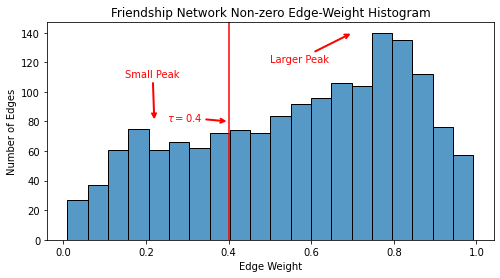 Friendship Network Non-zero Edge-Weight Histogram
140
120
100
80
60
40
20
0
Number of Edges
Larger Peak
Small Peak
τ = 0.4
0.0 0.2 0.4 0.6 0.8 1.0
Edge Weight